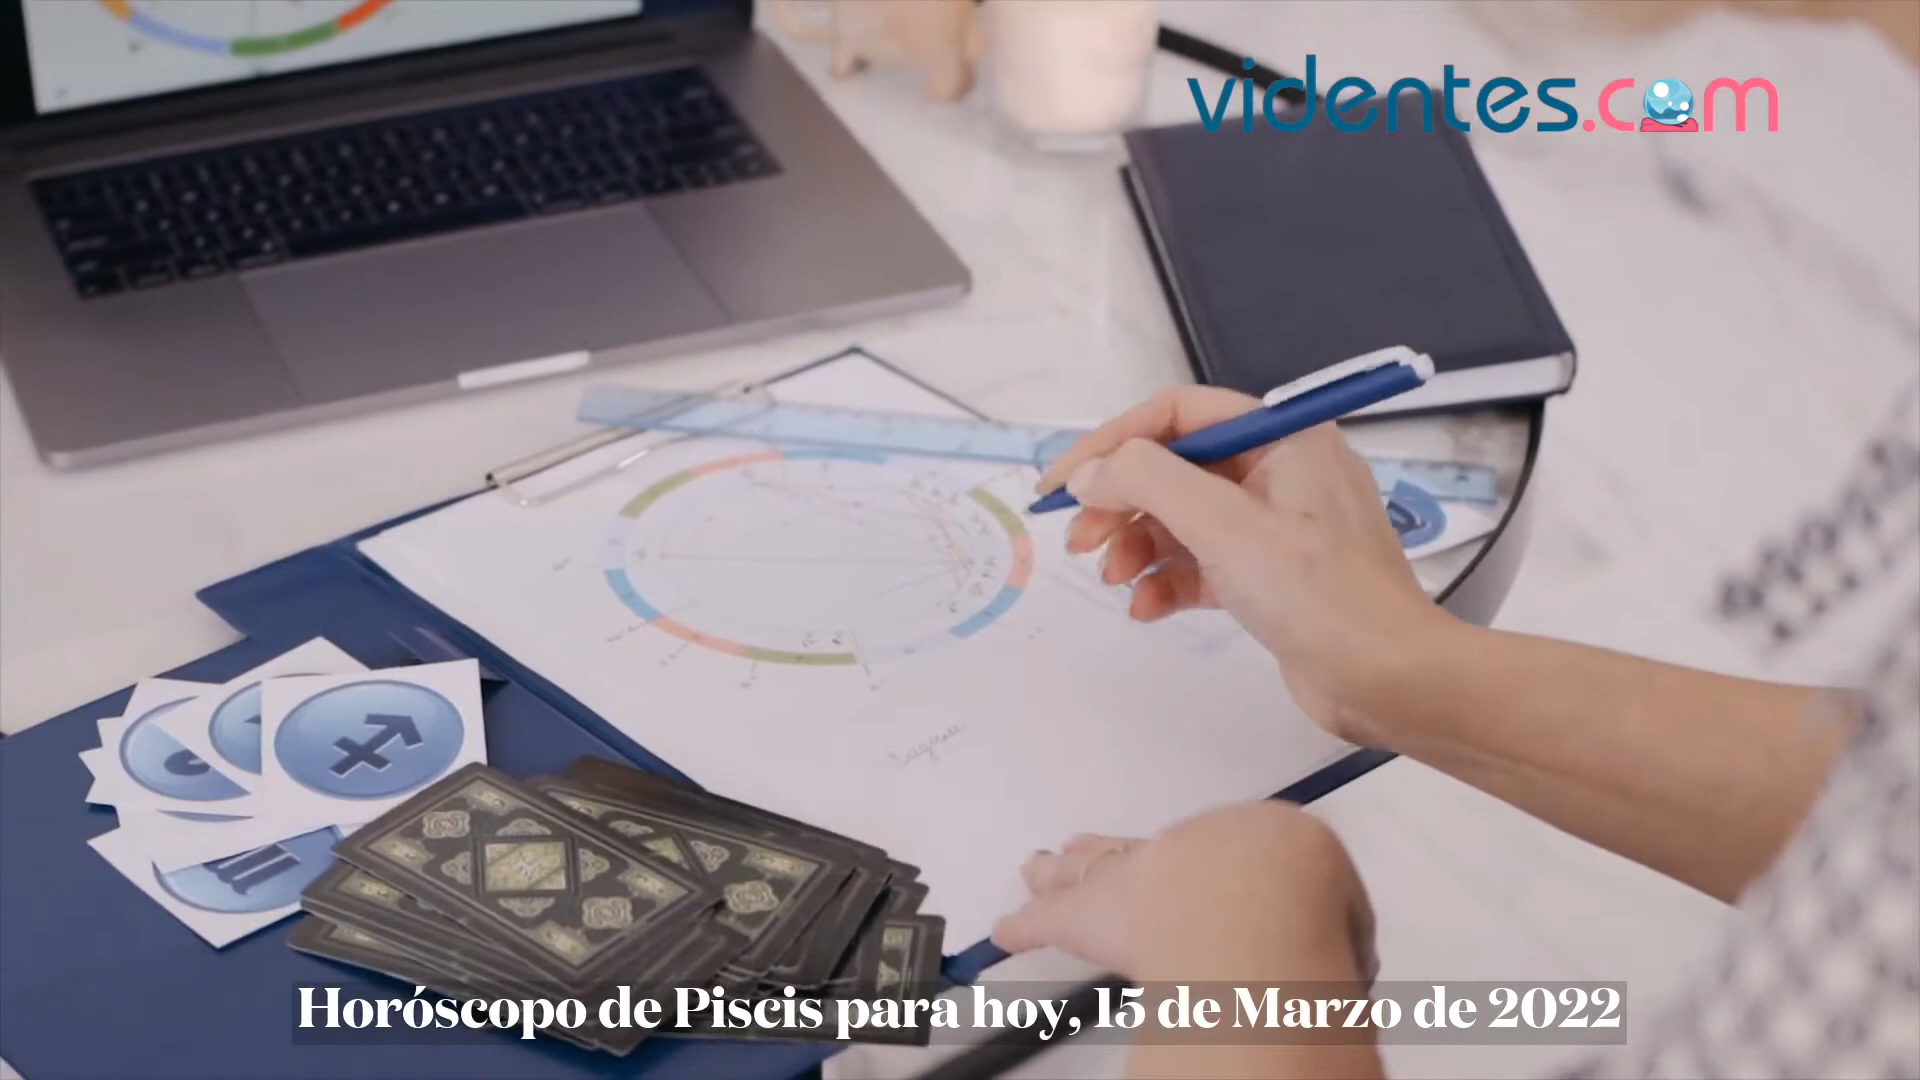 videntes.com
Horóscopo de Piscis para hoy, 15 de Marzo de 2022